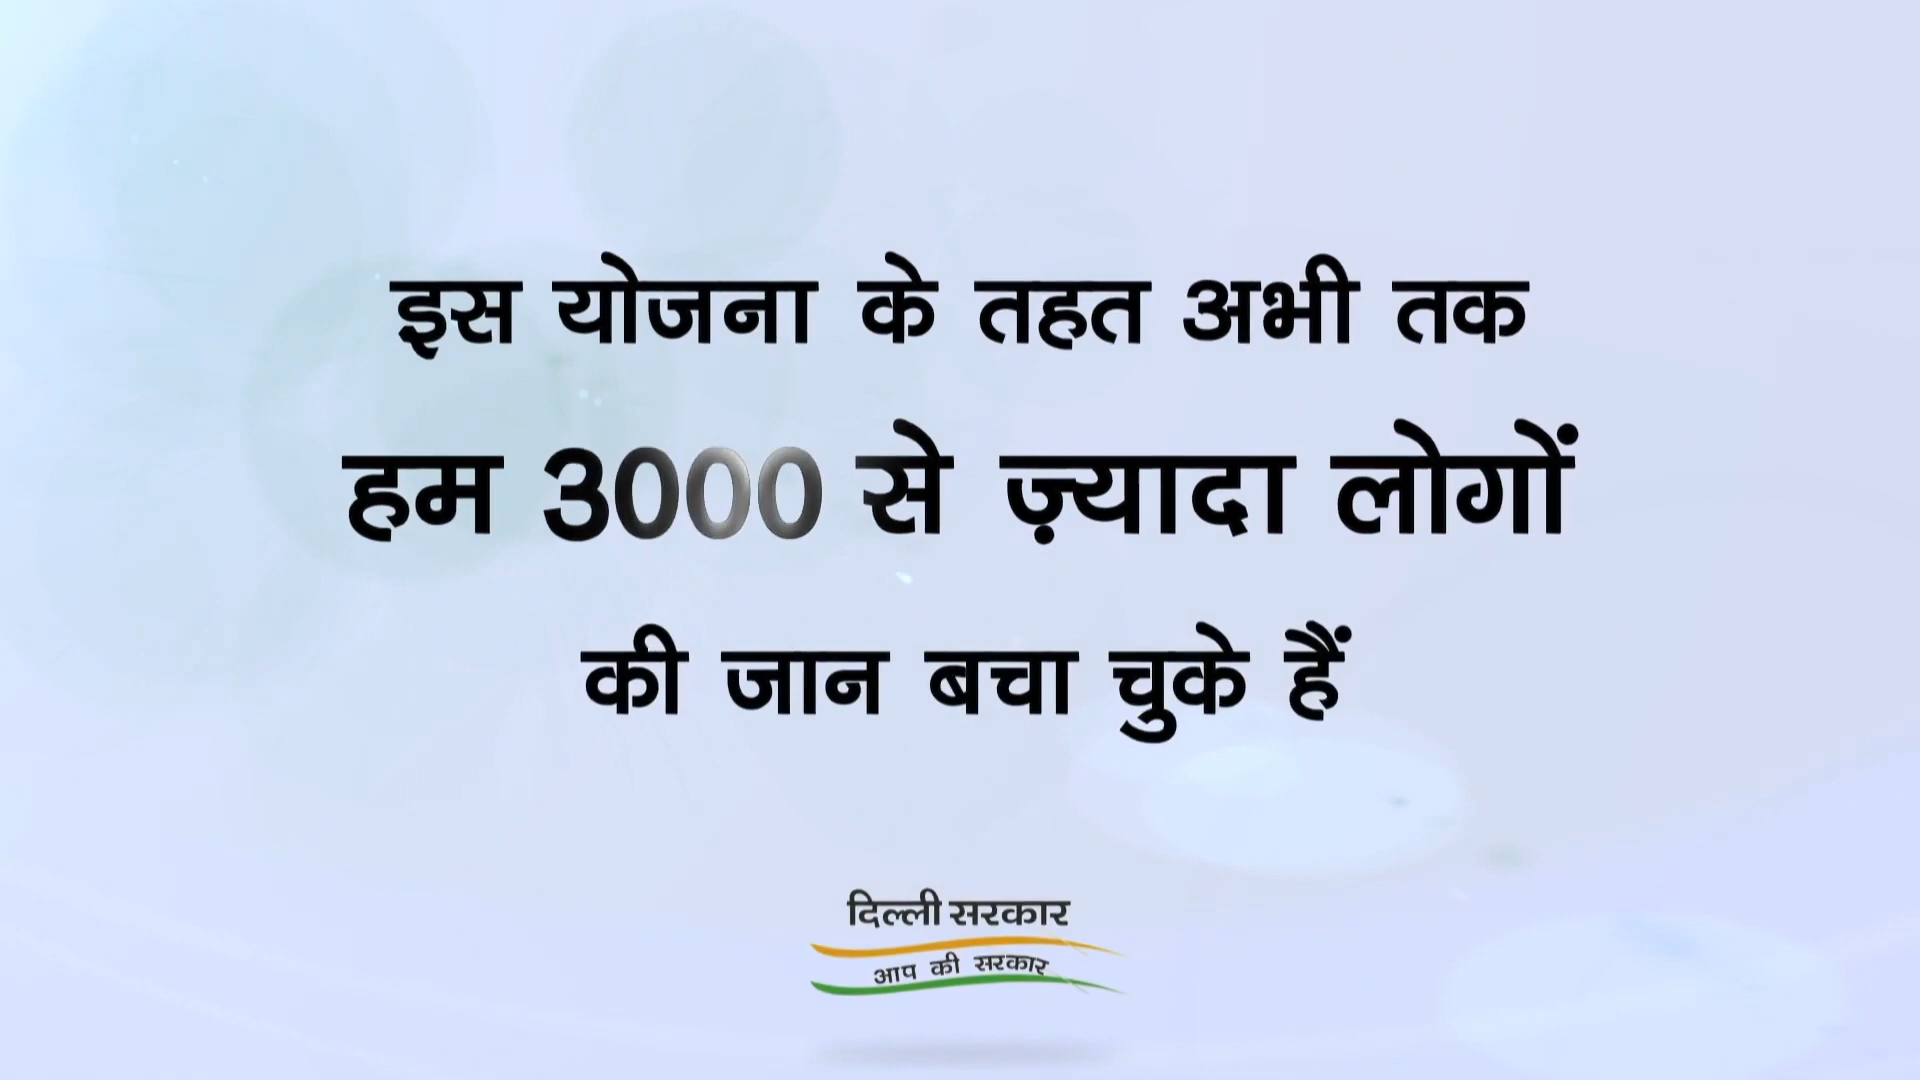 इस योजना के तहत अभी तक
हम 3000 से ज़्यादा लोगों
की जान बचा चुके हैं
दिल्ली सरकार
आप की सरकार